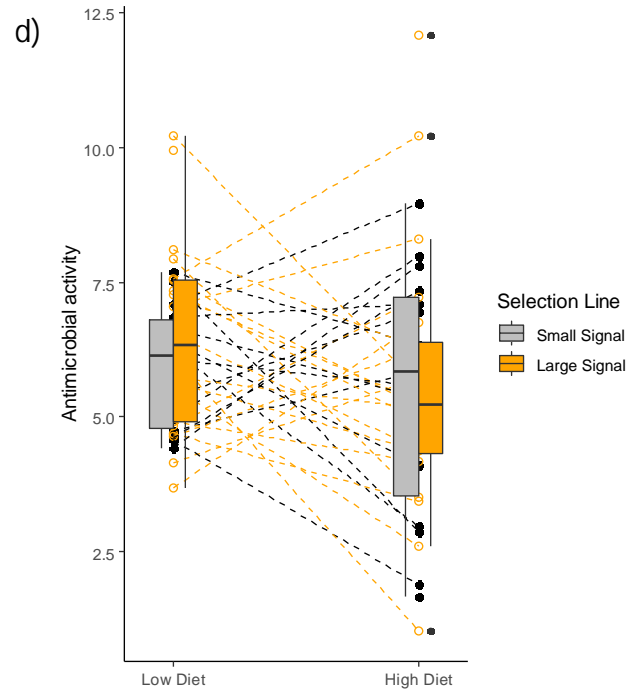 d)
12.5
10.0
7.5
5.0
2.5
Antimicrobial activity
Low Diet
High Diet
Selection Line
Small Signal
Large Signal